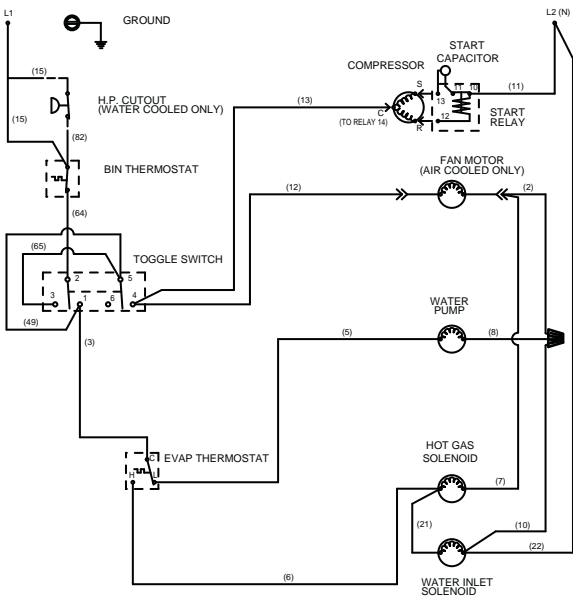 L1
GROUND
L2 (N)
START
CAPACITOR
COMPRESSOR
(15)
H.P. CUTOUT
(WATER COOLED ONLY)
(15)
(82)
S
11
10
(11)
13
(13)
C
(TO RELAY 14)
12
R
START
RELAY
BIN THERMOSTAT
FAN MOTOR
(AIR COOLED ONLY)
(64)
(12)
(2)
(65)
TOGGLE SWITCH
2
5
3
1
6
4
(49)
(3)
WATER
PUMP
(5)
(8)
EVAP THERMOSTAT
C
H
L
HOT GAS
SOLENOID
(7)
(21)
(10)
(22)
(6)
WATER INLET
SOLENOID